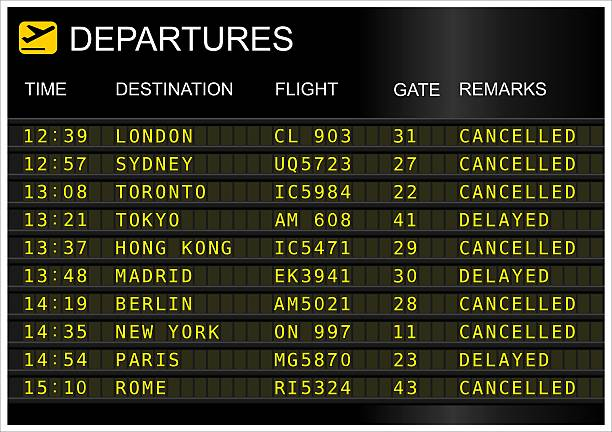 DEPARTURES
TIME DESTINATION FLIGHT GATE REMARKS
12:39 LONDON CL 903 31 CANCELLED
12:57 SYDNEY UQ5723 27 CANCELLED
13:08 TORONTO IC5984 22 CANCELLED
13:21 TOKYO AM 608 41 DELAYED
13:37 HONG KONG IC5471 29 CANCELLED
13:48 MADRID EK3941 30 DELAYED
14:19 BERLIN AM5021 28 CANCELLED
14:35 NEW YORK ON 997 11 CANCELLED
14:54 PARIS MG5870 23 DELAYED
15:10 ROME RI5324 43 CANCELLED